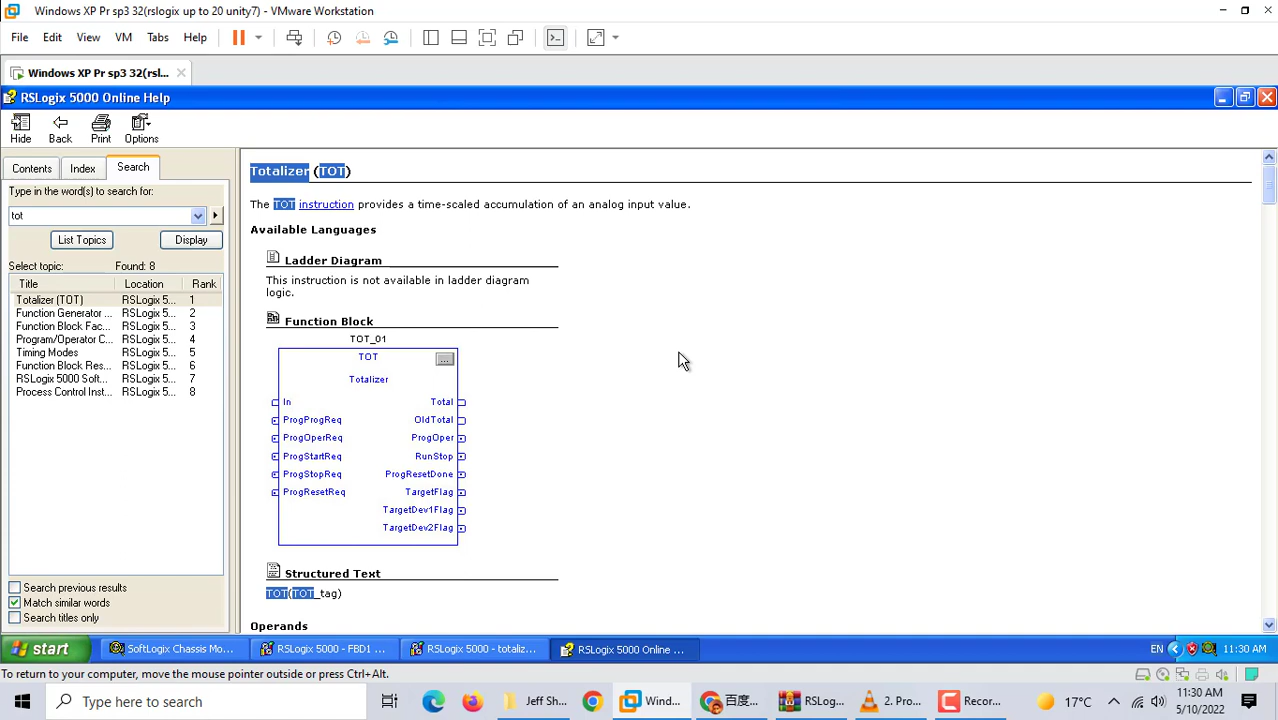 Windows XP Pr sp3 32(rslogix up to 20 unity7) - VMware Workstation
File Edit View VM Tabs Help
Windows XP Pr sp3 32(rsl...
RSLogix 5000 Online Help
Hide Back Print Options
Contents Index Search
Type in the word(s) to search for:
tot
List Topics Display
Select topic: Found: 8
Title Location Rank
Totalizer (TOT) RSLogix 5... 1
Function Generator ... RSLogix 5... 2
Function Block Fac... RSLogix 5... 3
Program/Operator C... RSLogix 5... 4
Timing Modes RSLogix 5... 5
Function Block Res... RSLogix 5... 6
RSLogix 5000 Soft... RSLogix 5... 7
Process Control Inst... RSLogix 5... 8
Search previous results
Match similar words
Search titles only
Totalizer (TOT)
The TOT instruction provides a time-scaled accumulation of an analog input value.
Available Languages
Ladder Diagram
This instruction is not available in ladder diagram
logic.
Function Block
TOT_01
TOT
...
Totalizer
In Total
ProgProgReq OldTotal
ProgOperReq ProgOper
ProgStartReq RunStop
ProgStopReq ProgResetDone
ProgResetReq TargetFlag
TargetDev1Flag
TargetDev2Flag
Structured Text
TOT(TOT_tag)
Operands
start SoftLogix Chassis Mo... RSLogix 5000 - FBD1 ... RSLogix 5000 - totaliz... RSLogix 5000 Online ... EN 11:30 AM
To return to your computer, move the mouse pointer outside or press Ctrl+Alt.
Type here to search Jeff Sh... Wind... 百度... RSLog... 2. Pro... Recor... 17°C 11:30 AM
5/10/2022